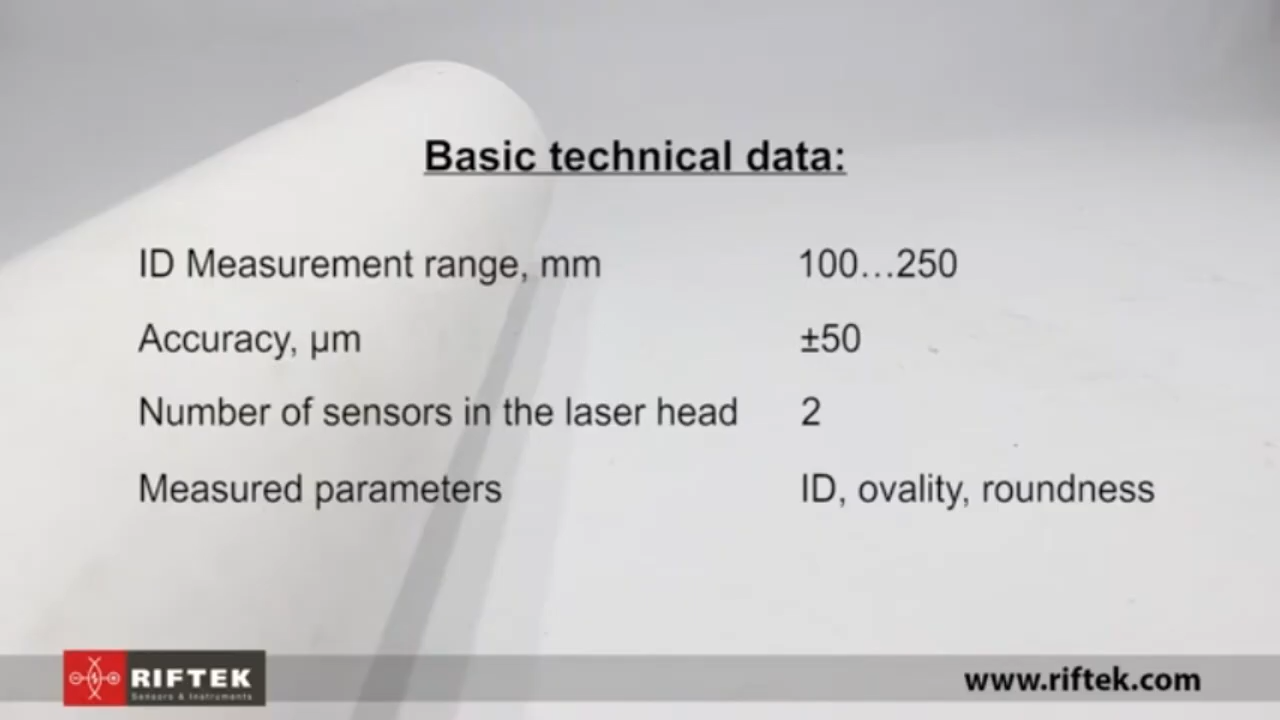 Basic technical data:
ID Measurement range, mm 100...250
Accuracy, µm ±50
Number of sensors in the laser head 2
Measured parameters ID, ovality, roundness
RIFTEK
Sensors & Instruments
www.riftek.com